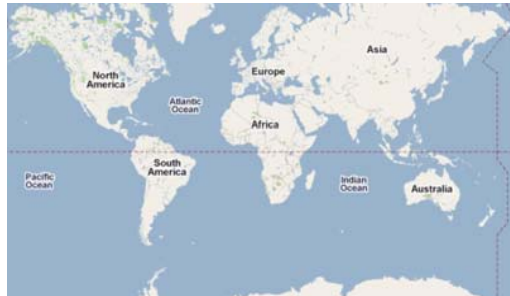 Asia
North
America
Europe
Atlantic
Ocean
Africa
South
America
Pacific
Ocean
Indian
Ocean
Australia